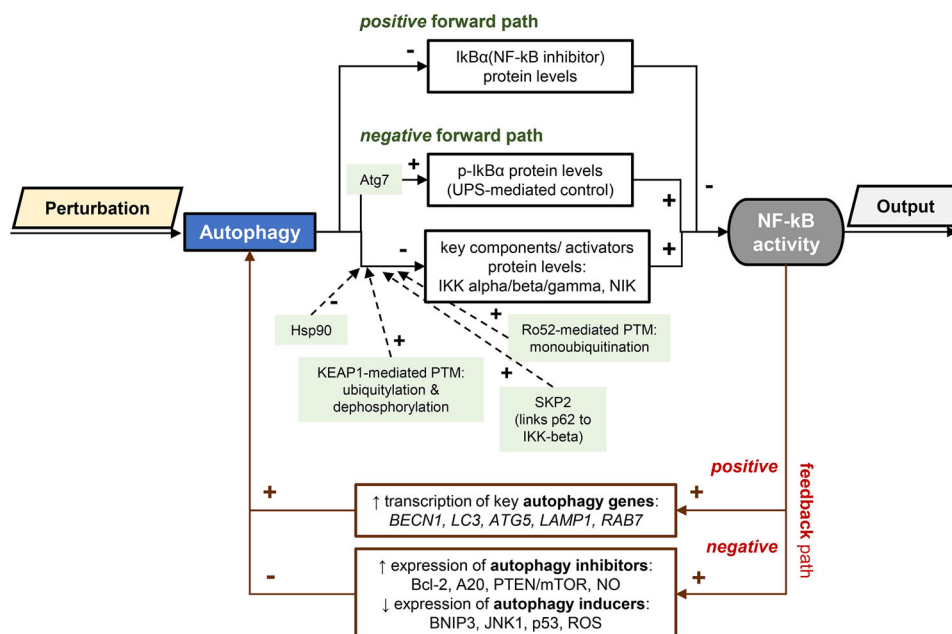 positive forward path
-
IkBα(NF-kB inhibitor)
protein levels
negative forward path
Atg7
+
p-IkBα protein levels
(UPS-mediated control)
+
-
Perturbation
Autophagy
NF-kB
activity
Output
-
key components/ activators
protein levels:
IKK alpha/beta/gamma, NIK
+
-
Hsp90
+
+
Ro52-mediated PTM:
monoubiquitination
KEAP1-mediated PTM:
ubiquitylation &
dephosphorylation
+
SKP2
(links p62 to
IKK-beta)
positive
feedback path
+
↑ transcription of key autophagy genes:
BECN1, LC3, ATG5, LAMP1, RAB7
+
negative
-
↑ expression of autophagy inhibitors:
Bcl-2, A20, PTEN/mTOR, NO
↓ expression of autophagy inducers:
BNIP3, JNK1, p53, ROS
+